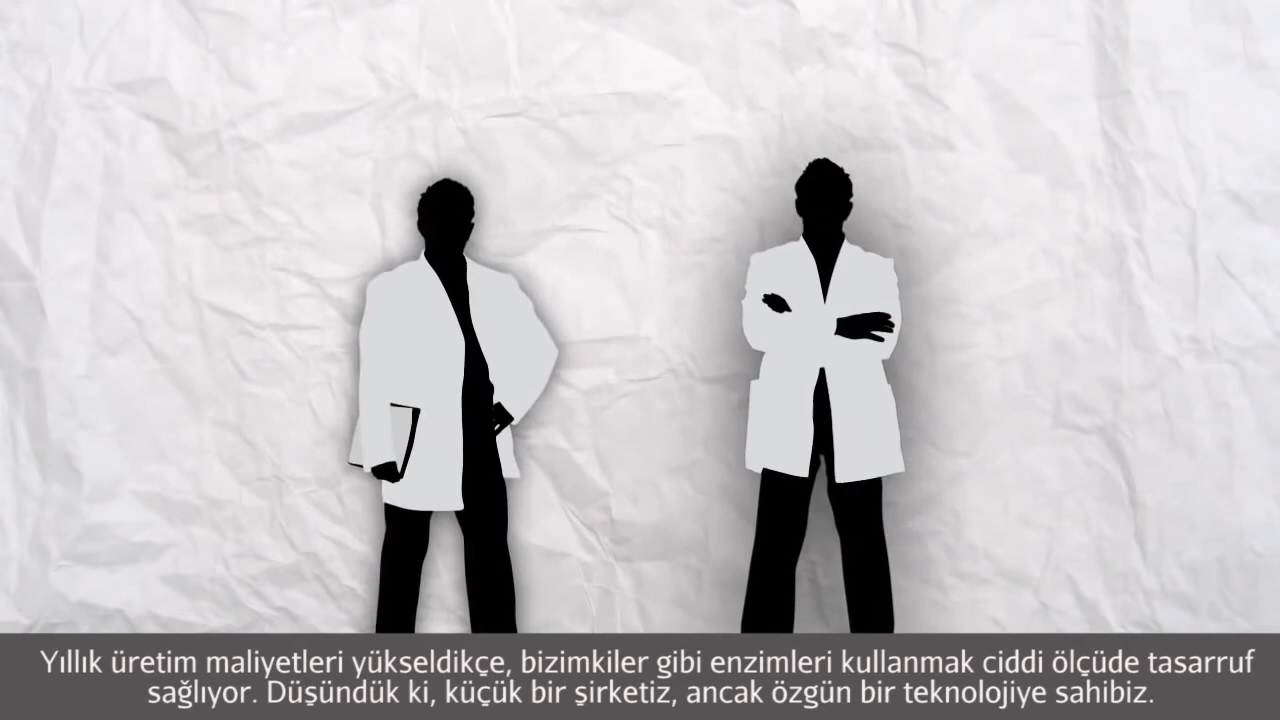 Yıllık üretim maliyetleri yükseldikçe, bizimkiler gibi enzimleri kullanmak ciddi ölçüde tasarruf
sağlıyor. Düşündük ki, küçük bir şirketiz, ancak özgün bir teknolojiye sahibiz.